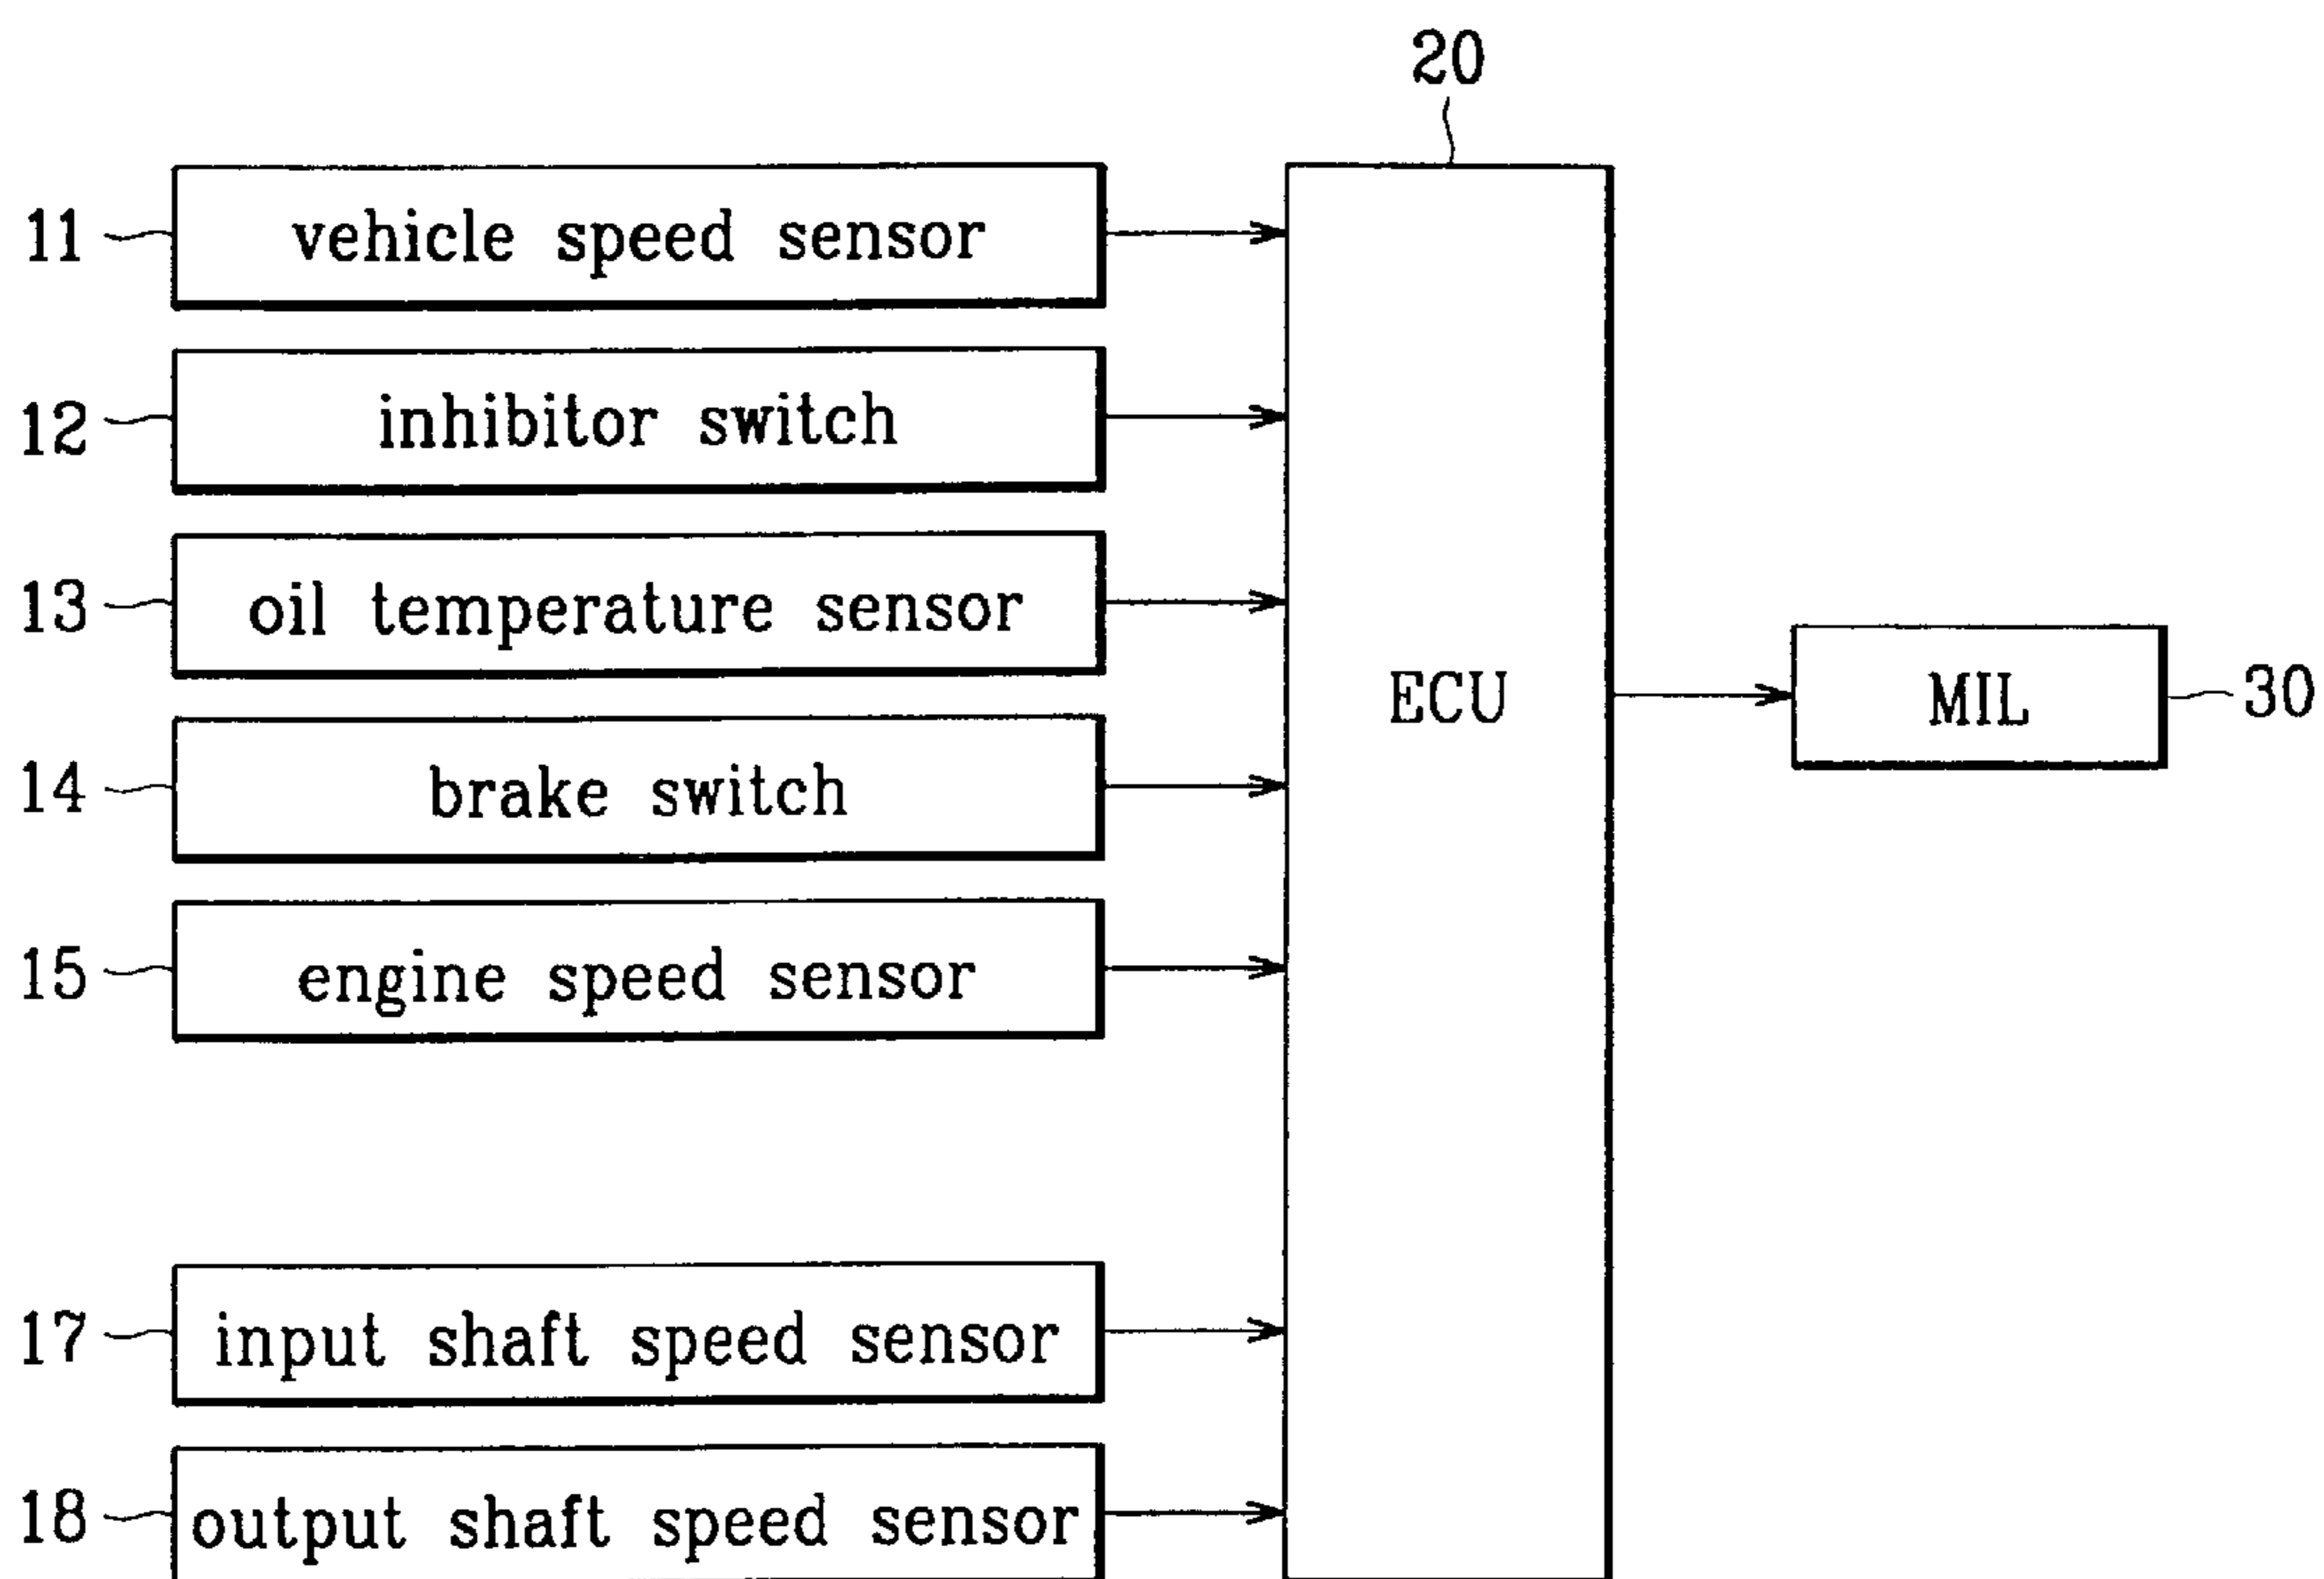 20
11 vehicle speed sensor
12 inhibitor switch
13 oil temperature sensor
ECU
MIL 30
14 brake switch
15 engine speed sensor
17 input shaft speed sensor
18 output shaft speed sensor